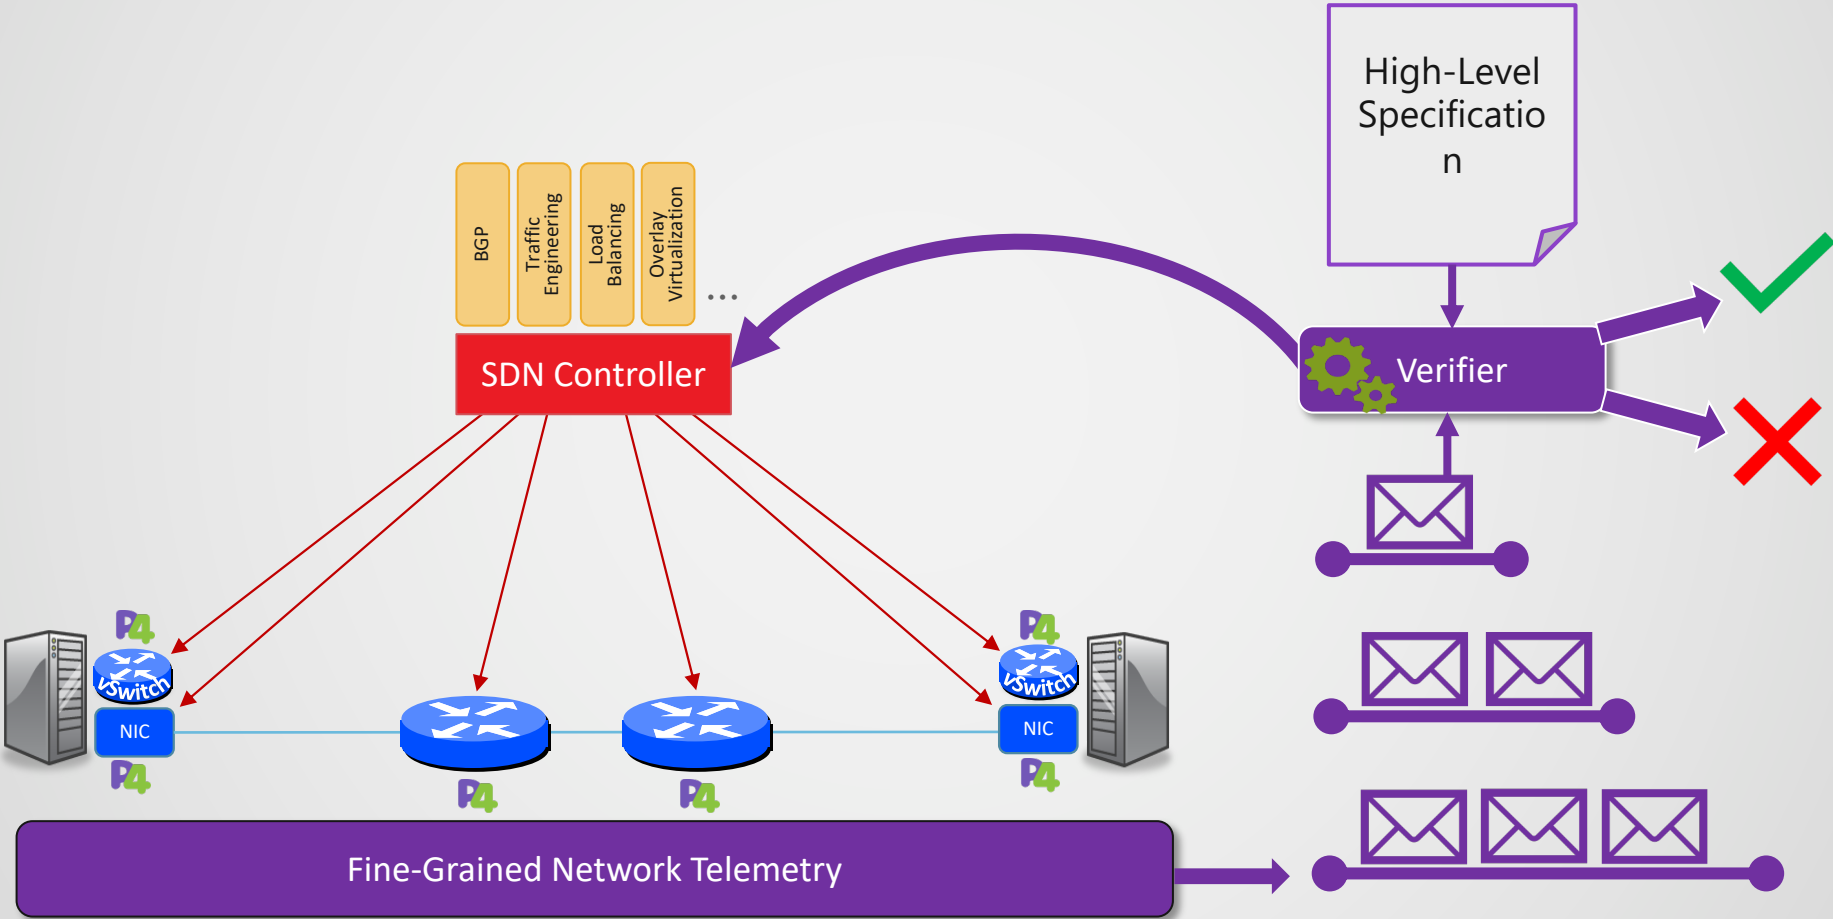 High-Level
Specificatio
n
BGP
Traffic
Engineering
Load
Balancing
Overlay
Virtualization
...
SDN Controller
Verifier
P4
P4
vSwitch
vSwitch
NIC
NIC
P4
P4
P4
P4
Fine-Grained Network Telemetry